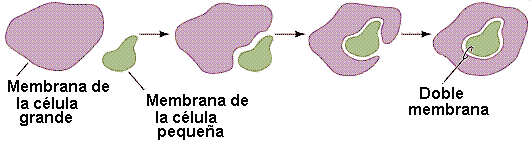 Membrana de
la célula
grande
Membrana de
la célula
pequeña
Doble
membrana